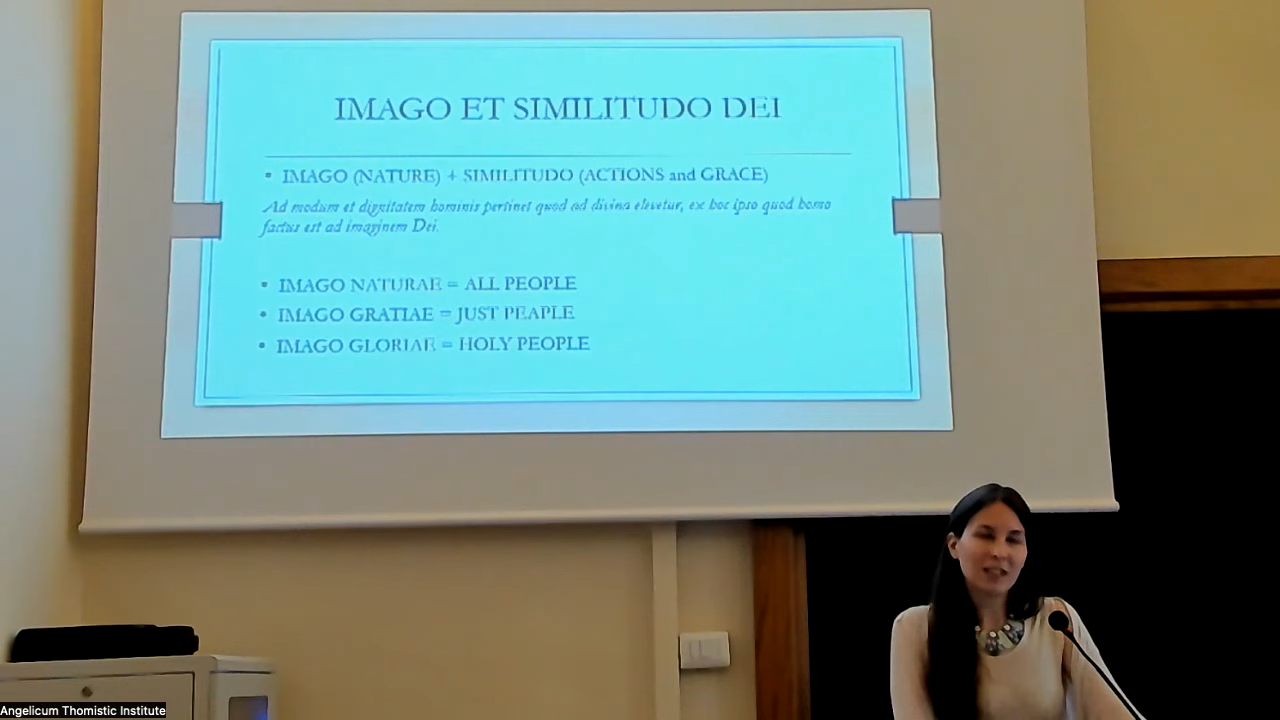 IMAGO ET SIMILITUDO DEI
• IMAGO (NATURE) + SIMILITUDO (ACTIONS and GRACE)
Ad modum et dignitatem hominis pertinet quod ad divina elevetur, ex hoc ipso quod homo
factus est ad imaginem Dei.
• IMAGO NATURAE = ALL PEOPLE
• IMAGO GRATIAE = JUST PEAPLE
• IMAGO GLORIAE = HOLY PEOPLE
Angelicum Thomistic Institute